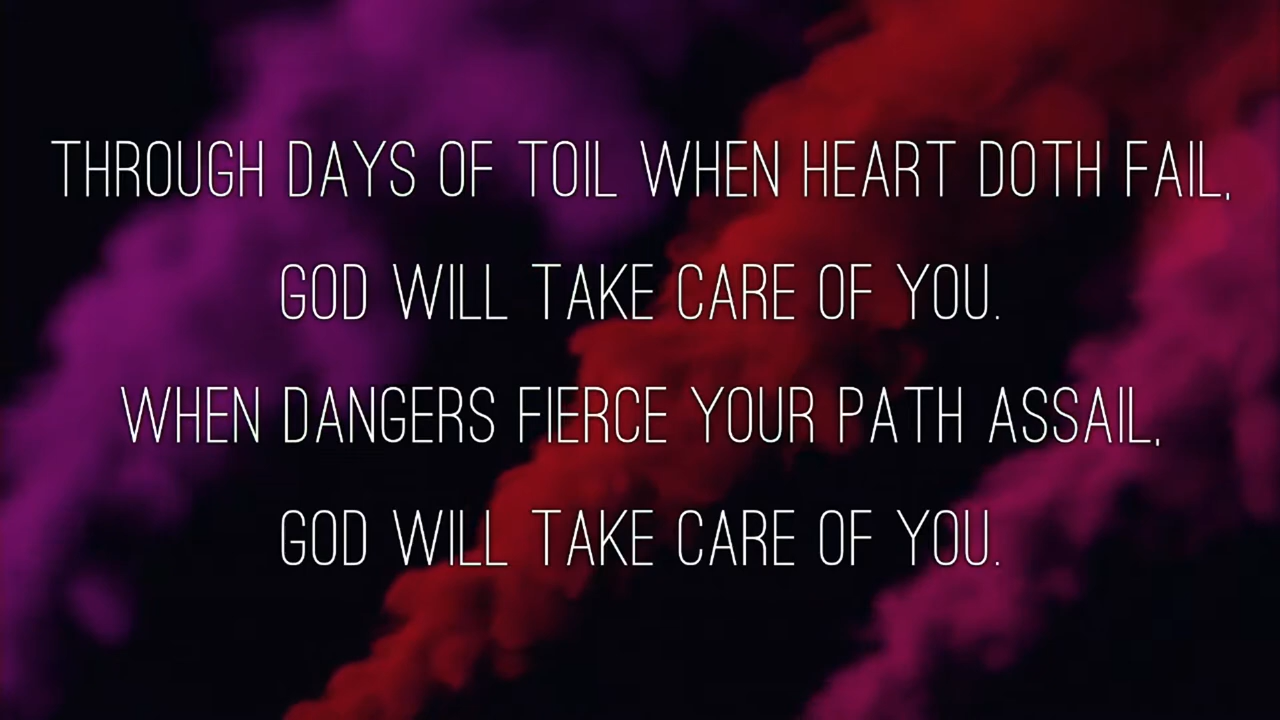 THROUGH DAYS OF TOIL WHEN HEART DOTH FAIL,
GOD WILL TAKE CARE OF YOU.
WHEN DANGERS FIERCE YOUR PATH ASSAIL,
GOD WILL TAKE CARE OF YOU.